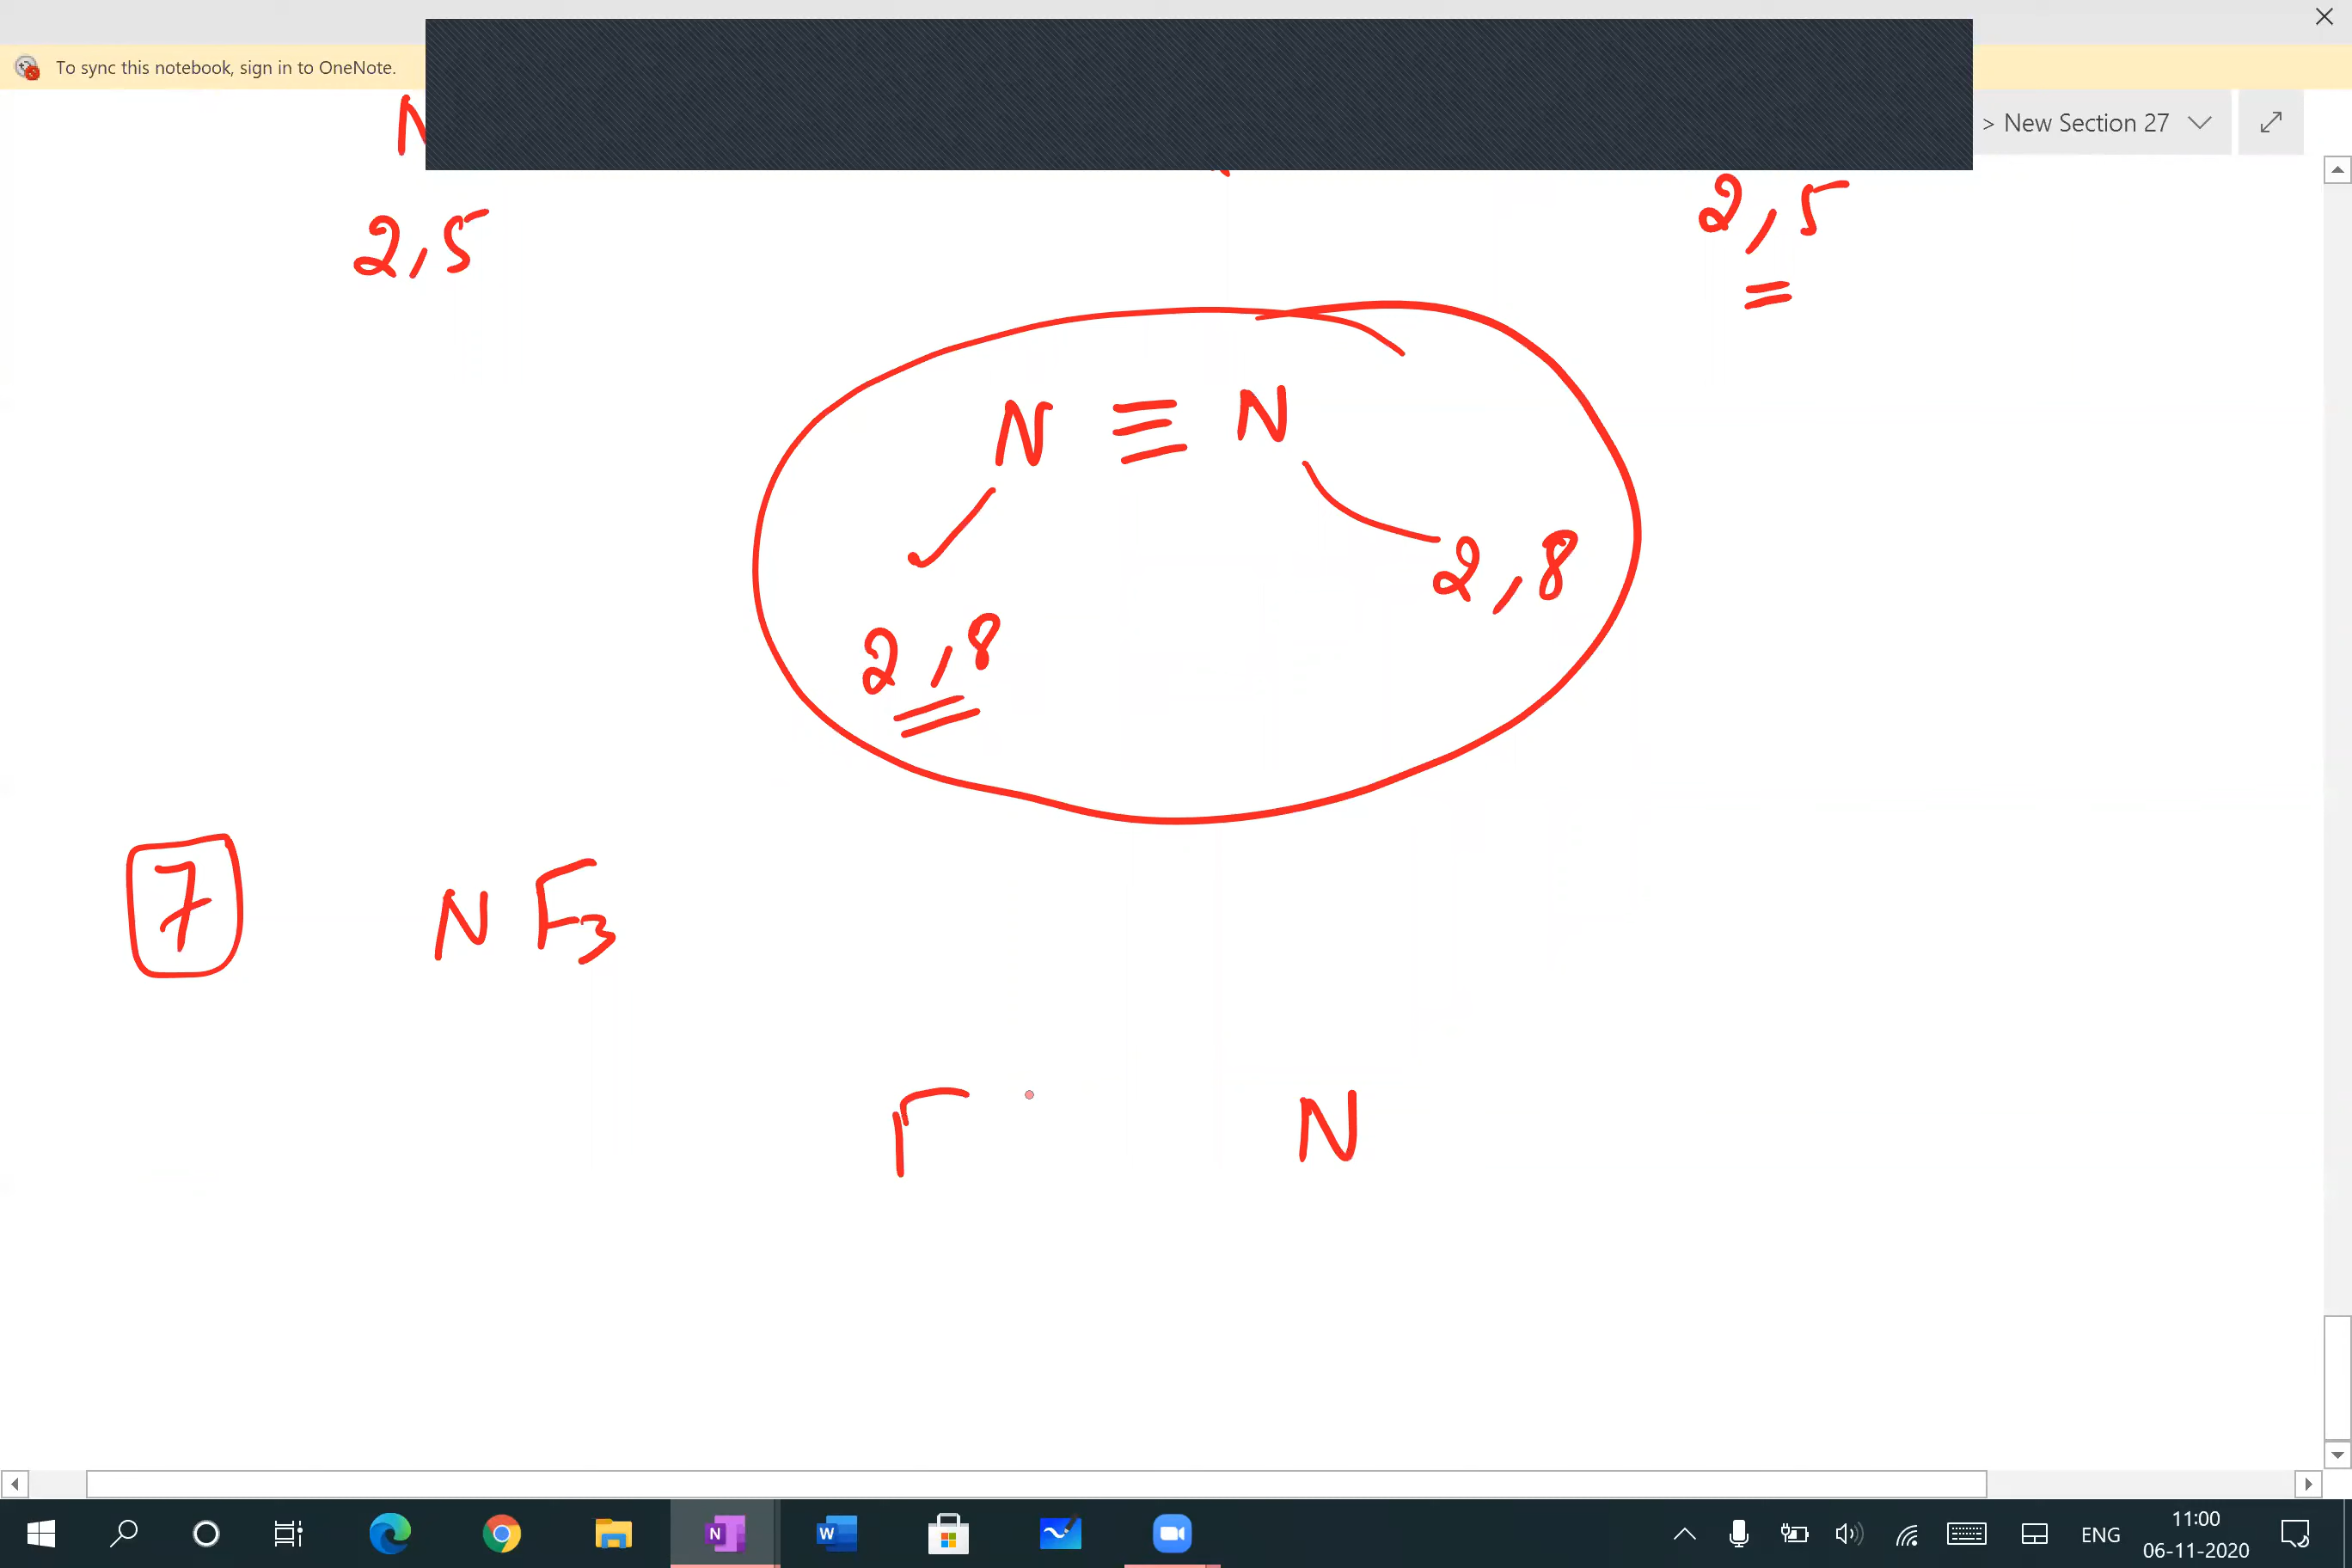 To sync this notebook, sign in to OneNote.
> New Section 27
2,5
2,5
N ≡ N
2,8
2,8
7 NF3
N
ENG
11:00
06-11-2020